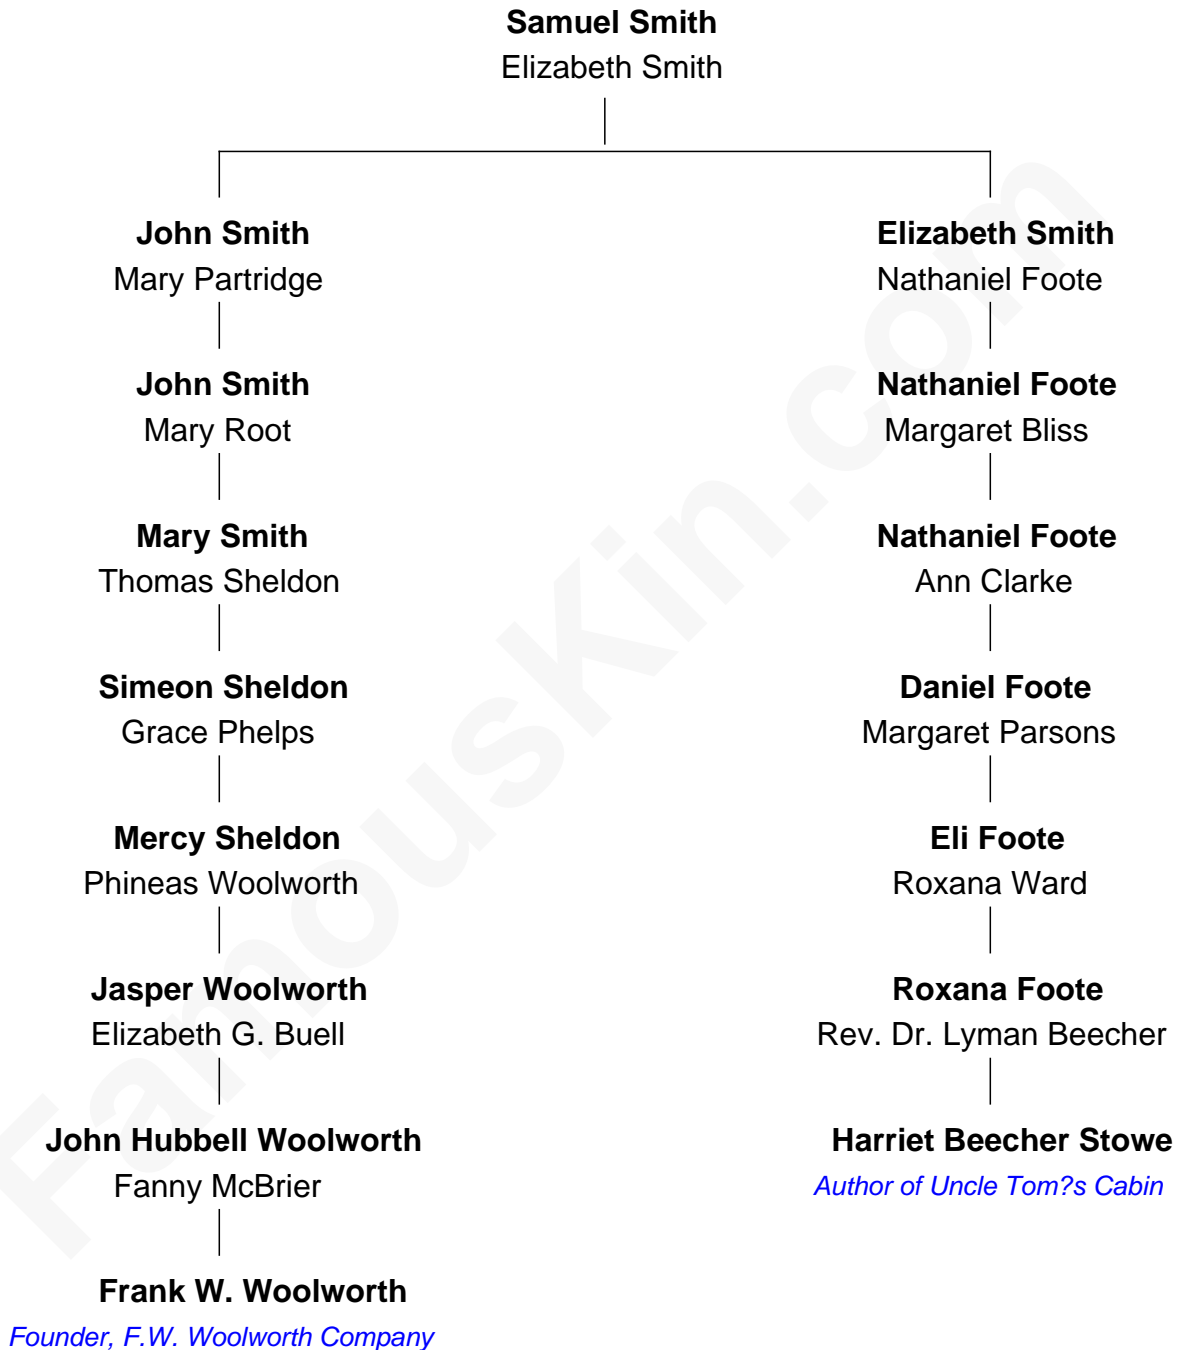 Samuel Smith
Elizabeth Smith
John Smith
Mary Partridge
John Smith
Mary Root
Mary Smith
Thomas Sheldon
Simeon Sheldon
Grace Phelps
Mercy Sheldon
Phineas Woolworth
Jasper Woolworth
Elizabeth G. Buell
John Hubbell Woolworth
Fanny McBrier
Frank W. Woolworth
Founder, F.W. Woolworth Company
Elizabeth Smith
Nathaniel Foote
Nathaniel Foote
Margaret Bliss
Nathaniel Foote
Ann Clarke
Daniel Foote
Margaret Parsons
Eli Foote
Roxana Ward
Roxana Foote
Rev. Dr. Lyman Beecher
Harriet Beecher Stowe
Author of Uncle Tom?s Cabin
FamousKin.com